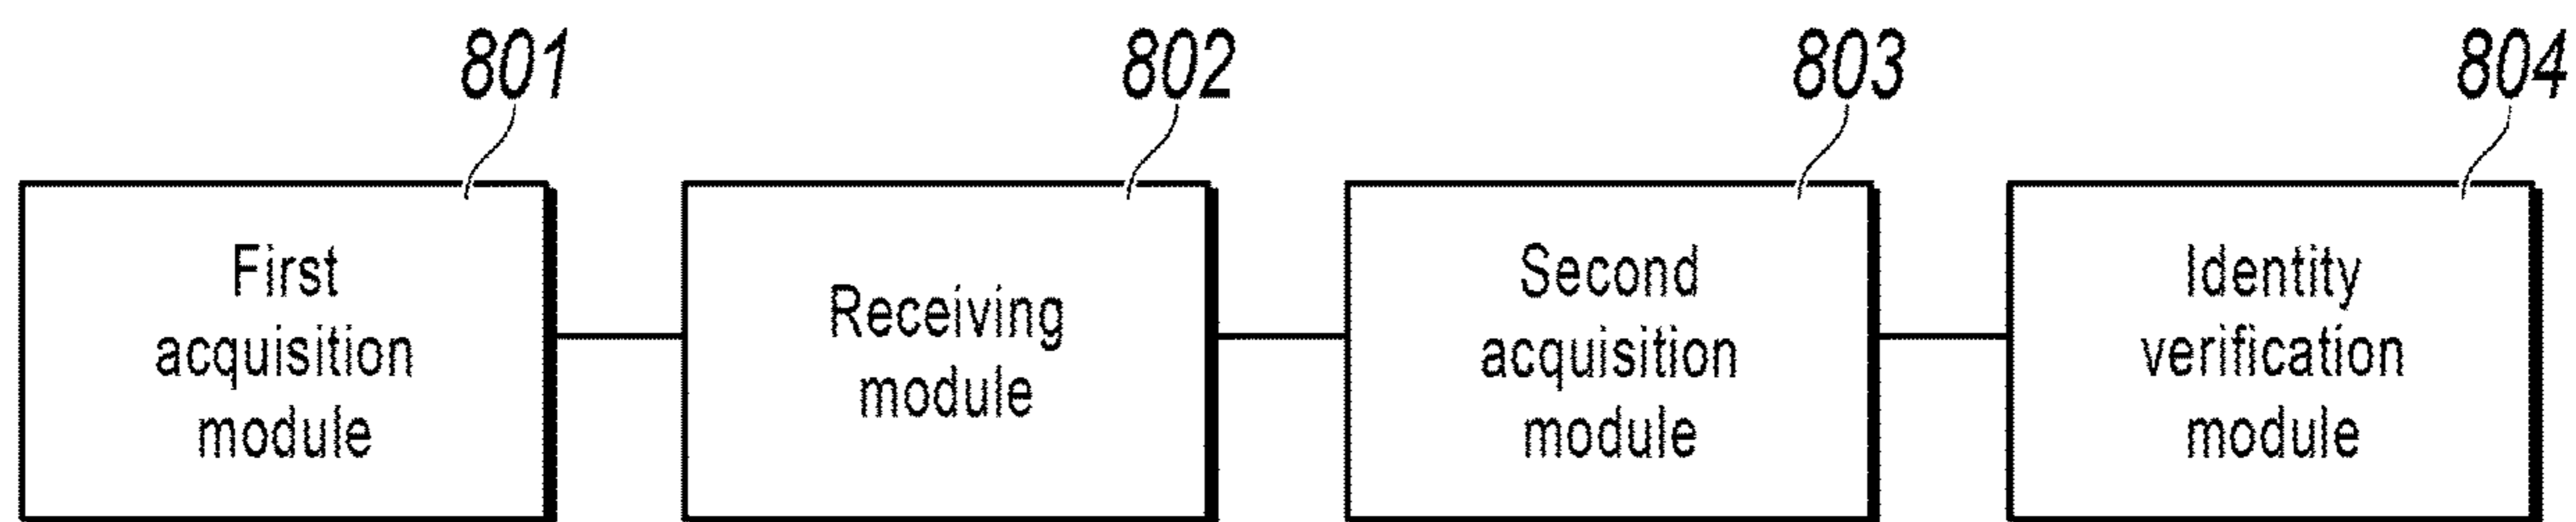 801
802
803
804
First
acquisition
module
Receiving
module
Second
acquisition
module
Identity
verification
module